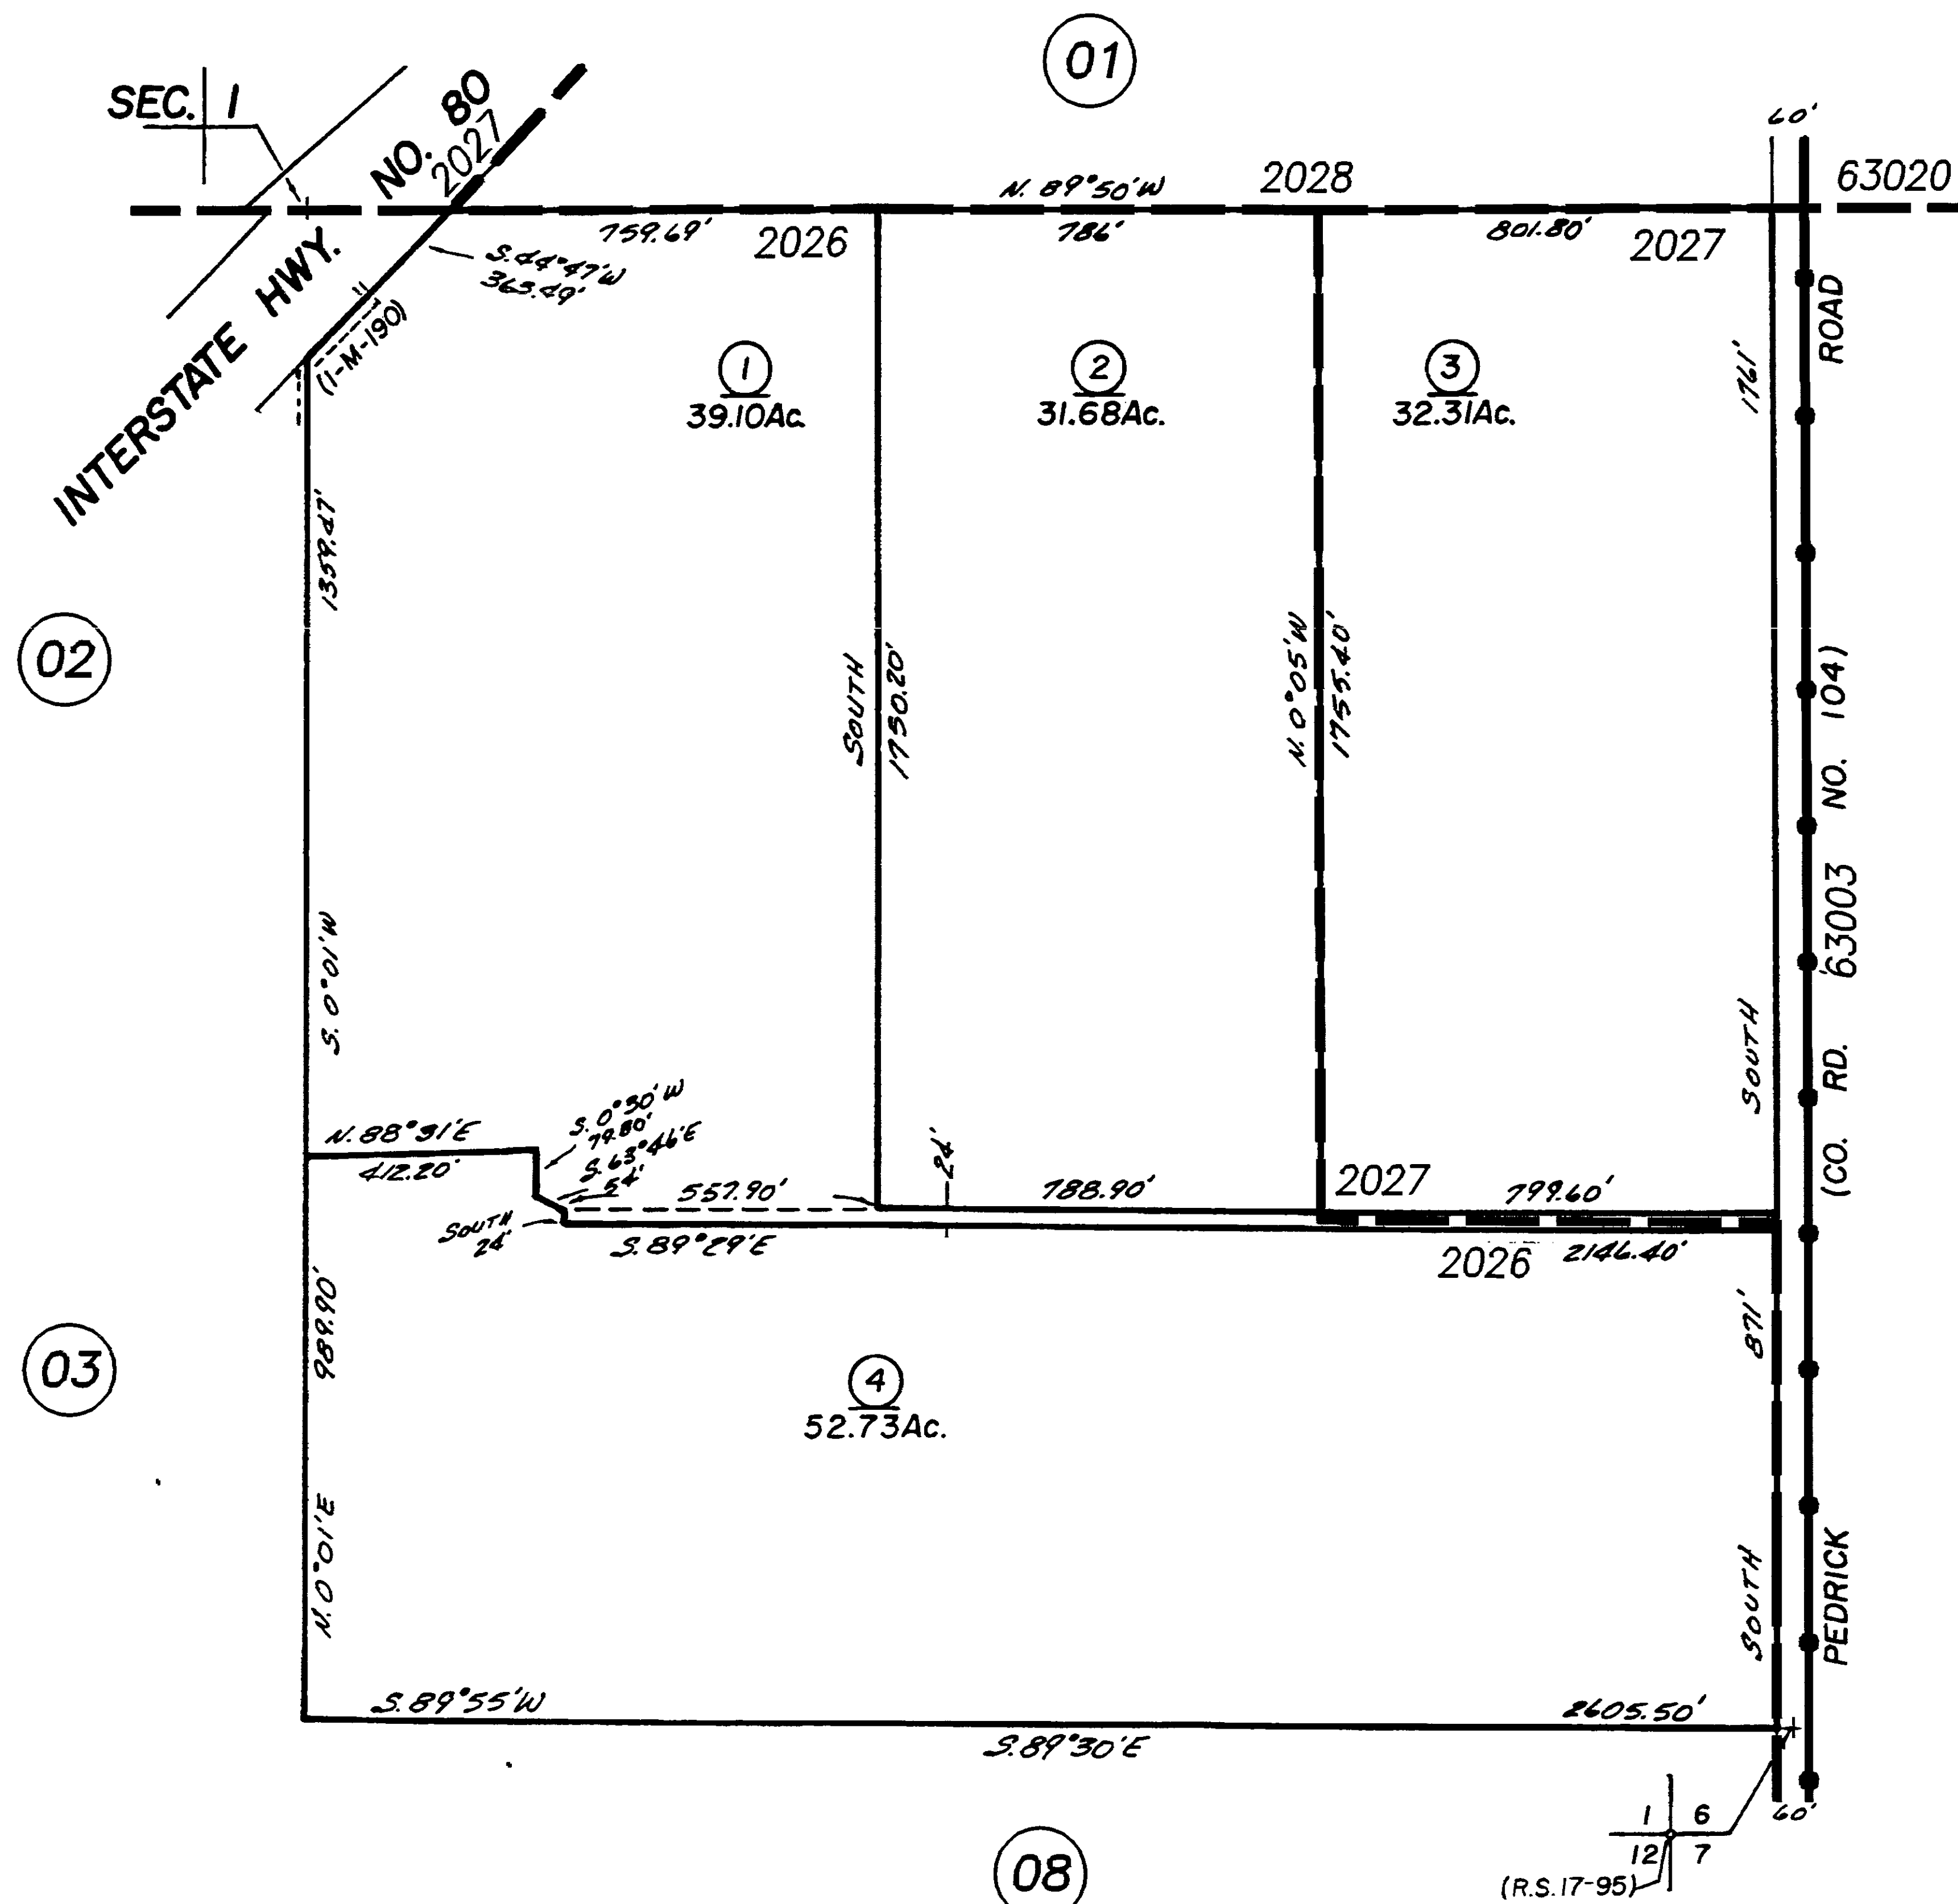 01
SEC. 1
INTERSTATE HWY. NO. 80
2027
60'
63020
N. 89°50'W
2028
759.69'
2026
786'
801.80'
2027
S. 44°47'W
365.49'
(1-M-190)
1
39.10Ac.
2
31.68Ac.
3
32.31Ac.
1761'
1359.47'
S. 0°01'W
SOUTH
1750.20'
N. 0°05'W
1755.40'
SOUTH
02
N. 88°31'E
412.20'
S. 0°30'W
79.80'
S. 63°46'E
54'
557.90'
24'
788.90'
2027
799.60'
SOUTH
24'
S. 89°29'E
2026
2146.40'
03
989.90'
N. 0°01'E
4
52.73Ac.
871'
SOUTH
PEDRICK (CO. RD. NO. 104) ROAD
63003
S. 89°55'W
2605.50'
S. 89°30'E
60'
1 6
12 7
(R.S. 17-95)
08